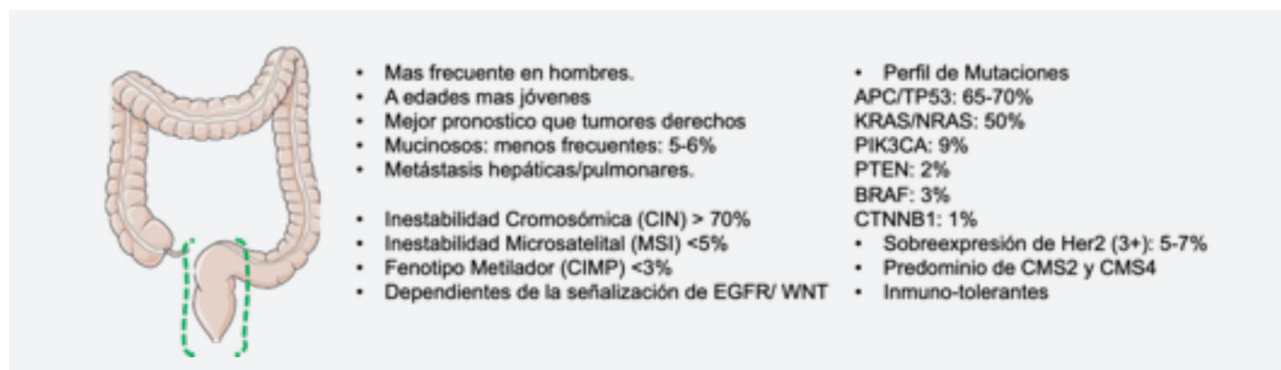 • Mas frecuente en hombres.
• A edades mas jóvenes
• Mejor pronostico que tumores derechos
• Mucinosos: menos frecuentes: 5-6%
• Metástasis hepáticas/pulmonares.
• Inestabilidad Cromosómica (CIN) > 70%
• Inestabilidad Microsatelital (MSI) <5%
• Fenotipo Metilador (CIMP) <3%
• Dependientes de la señalización de EGFR/ WNT
• Perfil de Mutaciones
APC/TP53: 65-70%
KRAS/NRAS: 50%
PIK3CA: 9%
PTEN: 2%
BRAF: 3%
CTNNB1: 1%
• Sobreexpresión de Her2 (3+): 5-7%
• Predominio de CMS2 y CMS4
• Inmuno-tolerantes